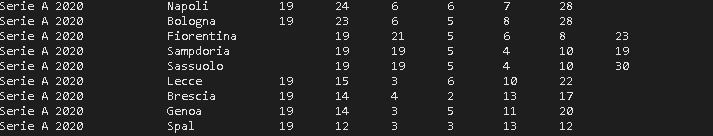 Serie A 2020 Napoli 19 24 6 6 7 28
Serie A 2020 Bologna 19 23 6 5 8 28
Serie A 2020 Fiorentina 19 21 5 6 8 23
Serie A 2020 Sampdoria 19 19 5 4 10 19
Serie A 2020 Sassuolo 19 19 5 4 10 30
Serie A 2020 Lecce 19 15 3 6 10 22
Serie A 2020 Brescia 19 14 4 2 13 17
Serie A 2020 Genoa 19 14 3 5 11 20
Serie A 2020 Spal 19 12 3 3 13 12